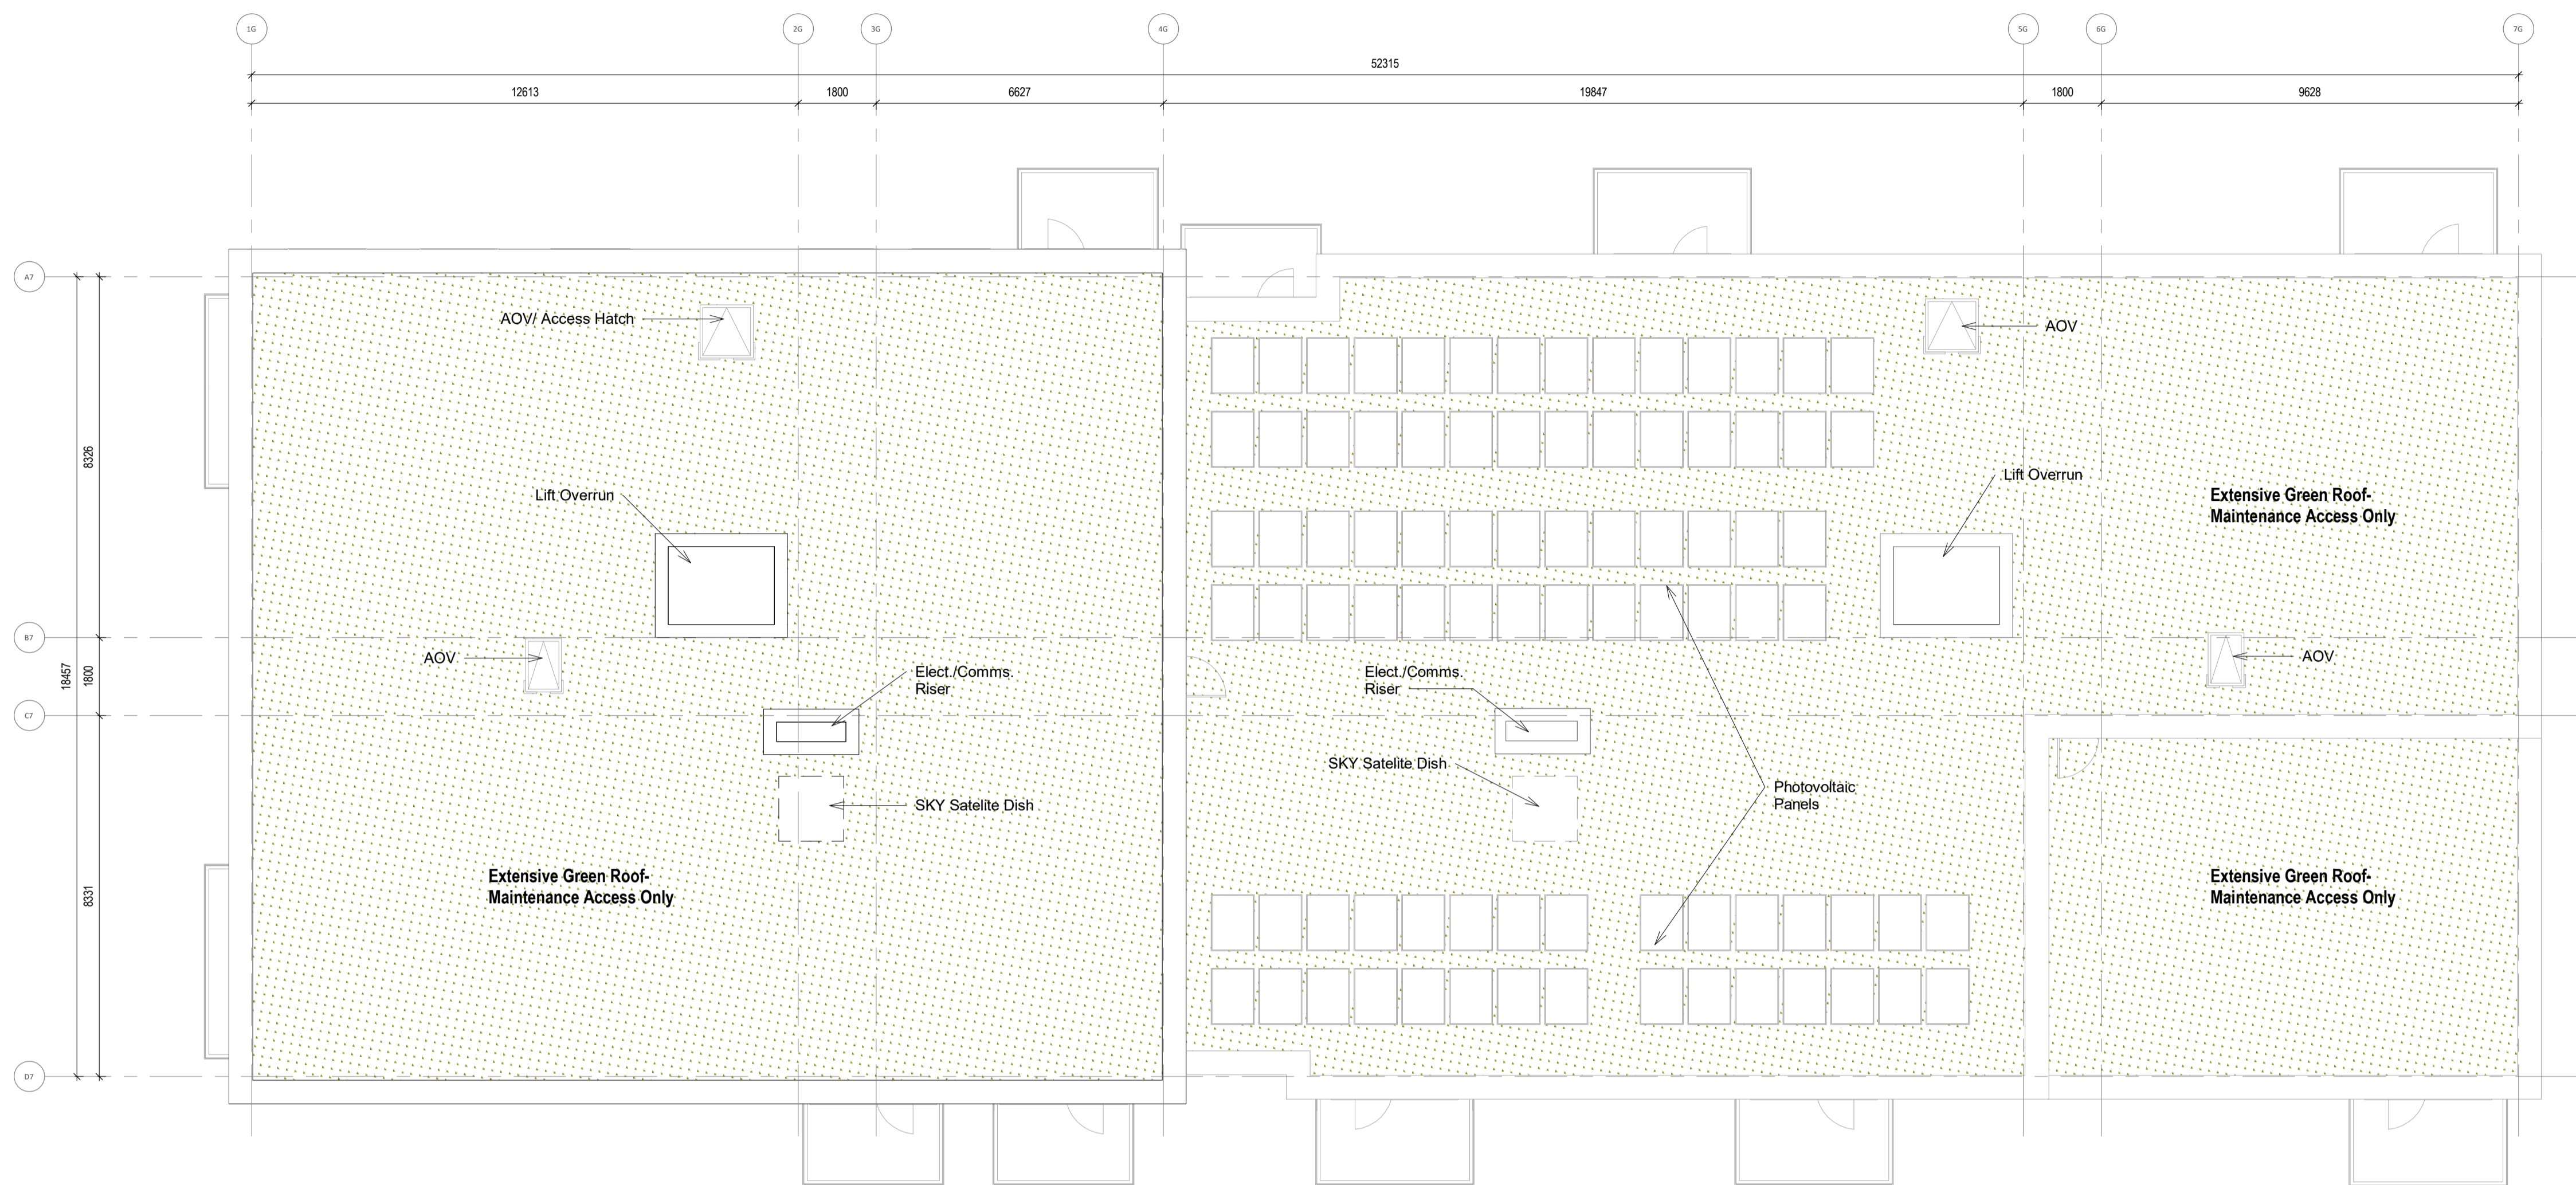 1G
2G
3G
4G
5G
6G
7G
52315
12613
1800
6627
19847
1800
9628
A7
AOV/ Access Hatch
AOV
8326
Lift Overrun
Lift Overrun
Extensive Green Roof-
Maintenance Access Only
B7
AOV
AOV
18457
1800
Elect./Comms.
Riser
Elect./Comms.
Riser
C7
SKY Satelite Dish
SKY Satelite Dish
Photovoltaic
Panels
8331
Extensive Green Roof-
Maintenance Access Only
Extensive Green Roof-
Maintenance Access Only
D7